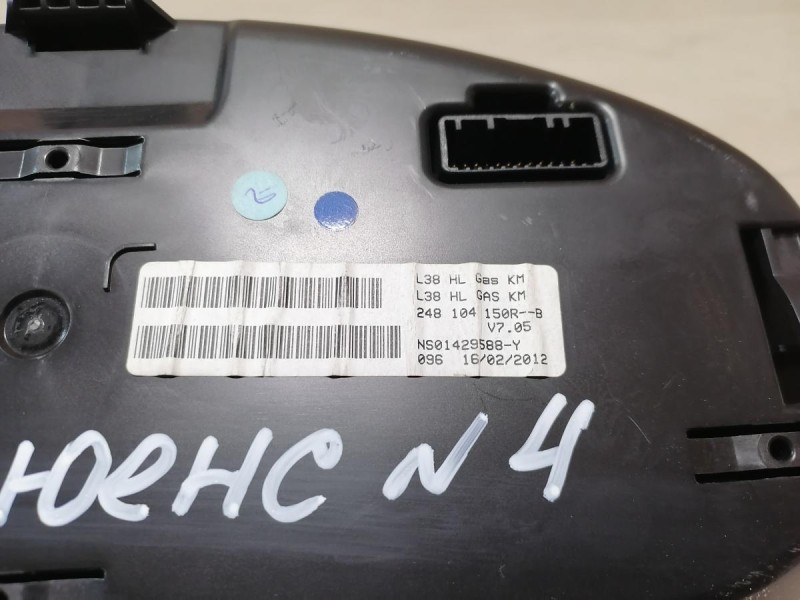 L38 HL Gas KM
L38 HL GAS KM
248 104 150R--B
V7.05
NS01429588-Y
096 16/02/2012
юенс N 4